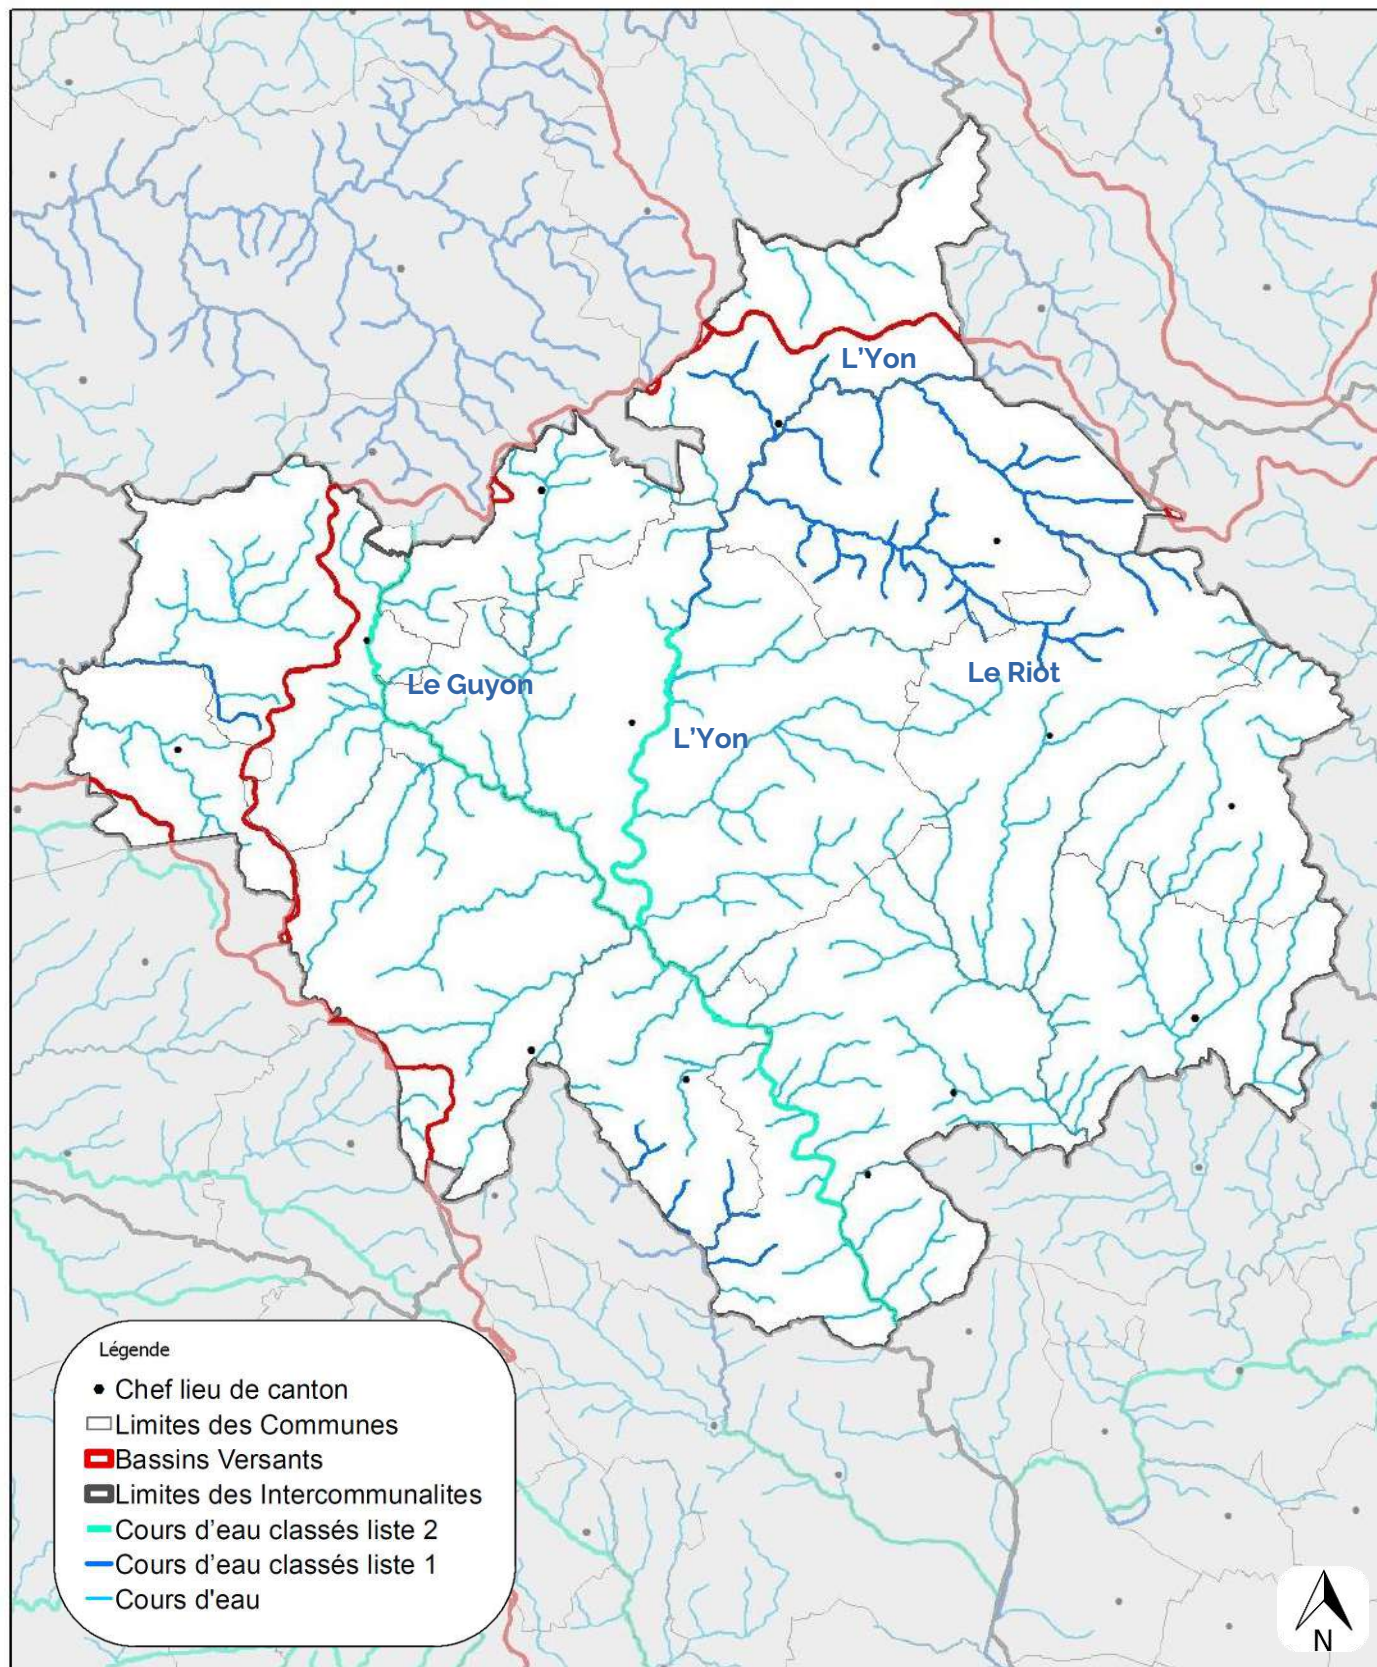 L'Yon
Le Guyon
Le Riot
L'Yon
Légende
Chef lieu de canton
Limites des Communes
Bassins Versants
Limites des Intercommunalites
Cours d'eau classés liste 2
Cours d'eau classés liste 1
Cours d'eau
N